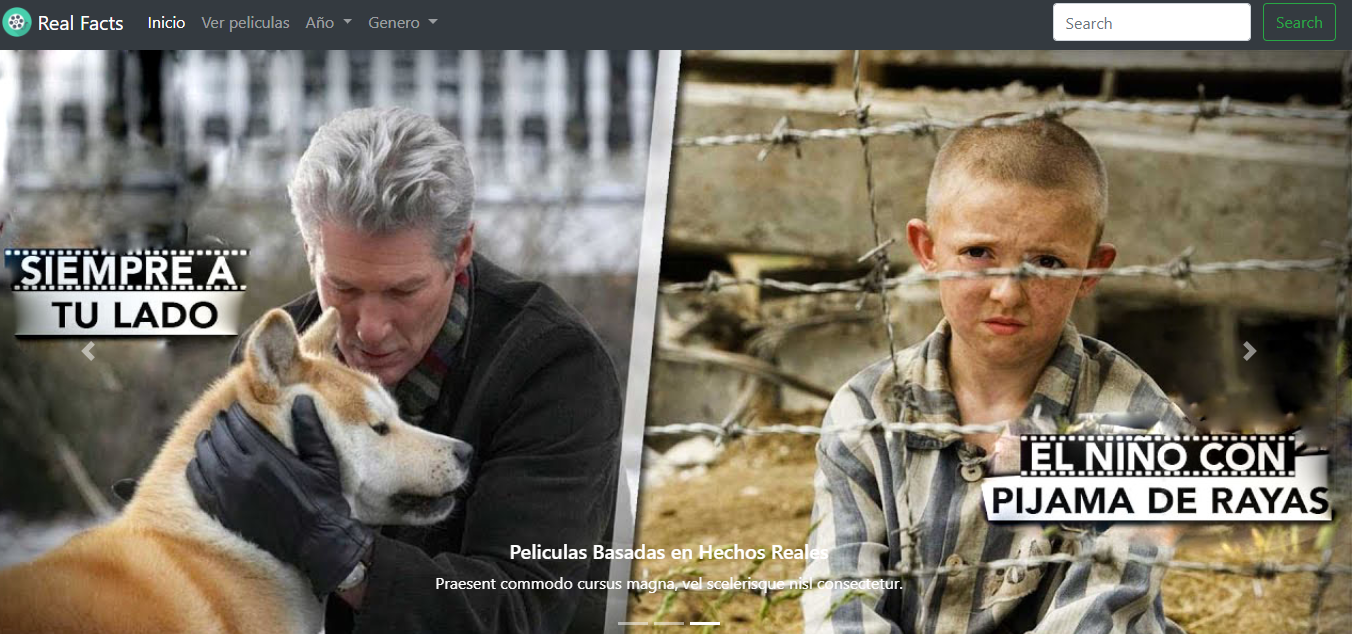 Real Facts
Inicio
Ver peliculas
Año
Genero
Search
Search
SIEMPRE A
TU LADO
EL NIÑO CON
PIJAMA DE RAYAS
Peliculas Basadas en Hechos Reales
Praesent commodo cursus magna, vel scelerisque nisl consectetur.